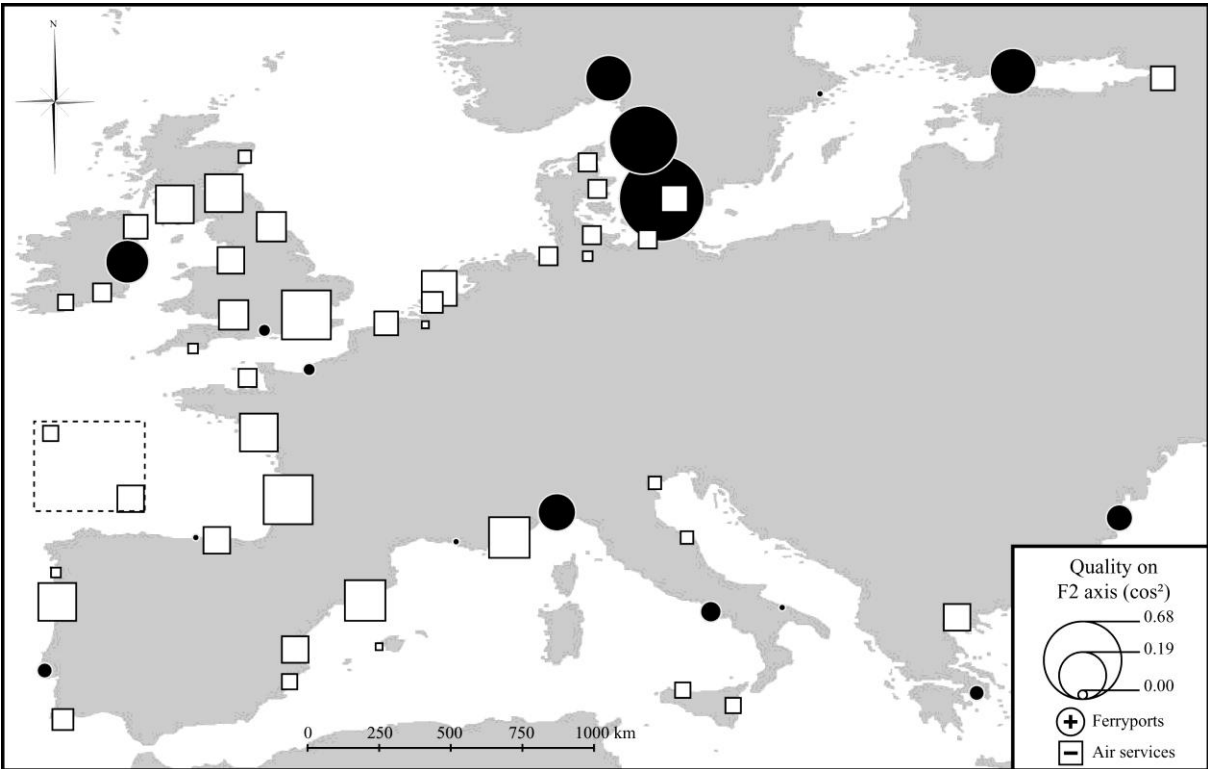 N
0 250 500 750 1000 km
Quality on
F2 axis (cos²)
0.68
0.19
0.00
+ Ferryports
− Air services